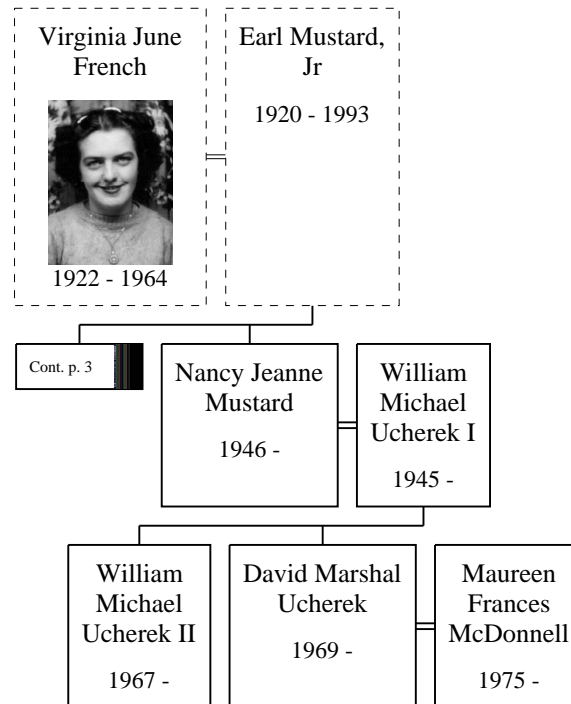 Virginia June
French
1922 - 1964
Earl Mustard,
Jr
1920 - 1993
Cont. p. 3
Nancy Jeanne
Mustard
1946 -
William
Michael
Ucherek I
1945 -
William
Michael
Ucherek II
1967 -
David Marshal
Ucherek
1969 -
Maureen
Frances
McDonnell
1975 -